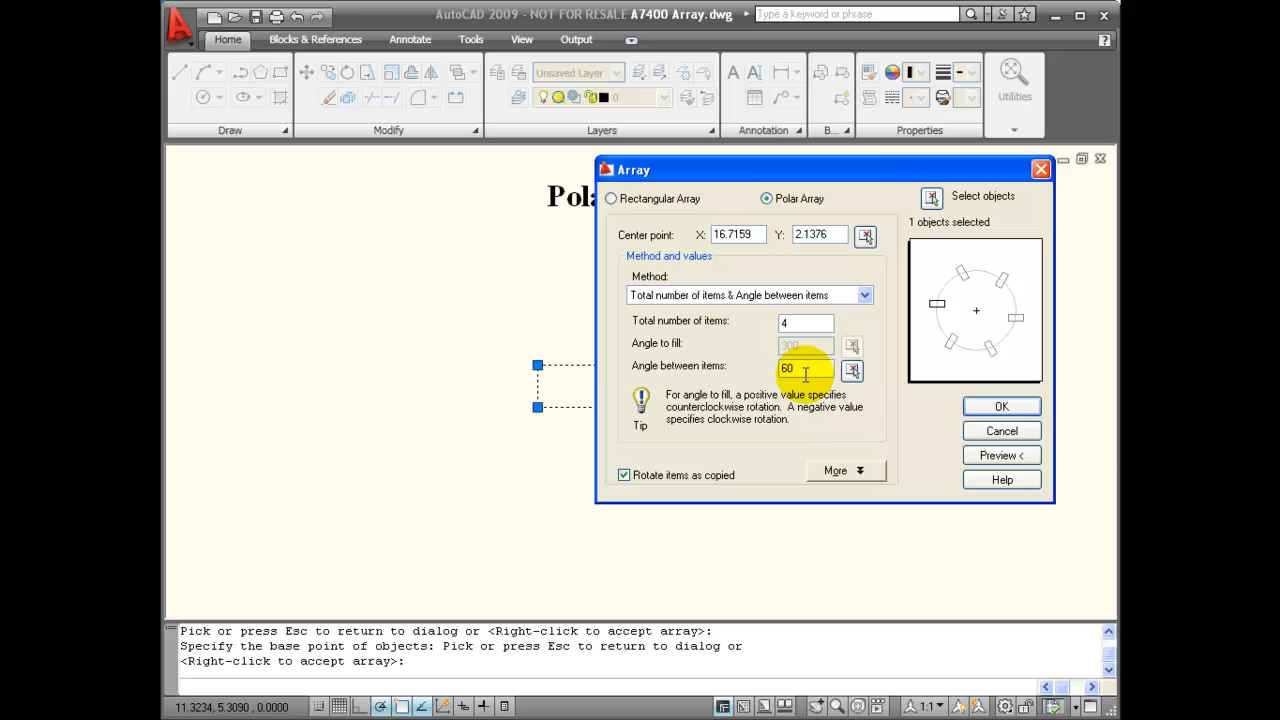 AutoCAD 2009 - NOT FOR RESALE A7400 Array.dwg
Type a keyword or phrase
Home Blocks & References Annotate Tools View Output
Unsaved Layer
0
Utilities
Draw Modify Layers Annotation B... Properties
Pola
Array
Rectangular Array Polar Array Select objects
1 objects selected
Center point: X: 16.7159 Y: 2.1376
Method and values
Method:
Total number of items & Angle between items
Total number of items: 4
Angle to fill: 300
Angle between items: 60
For angle to fill, a positive value specifies
counterclockwise rotation. A negative value
specifies clockwise rotation.
Tip
OK
Cancel
Preview <
Help
Rotate items as copied More
Pick or press Esc to return to dialog or <Right-click to accept array>:
Specify the base point of objects: Pick or press Esc to return to dialog or
<Right-click to accept array>:
11.3234, 5.3090, 0.0000 1:1